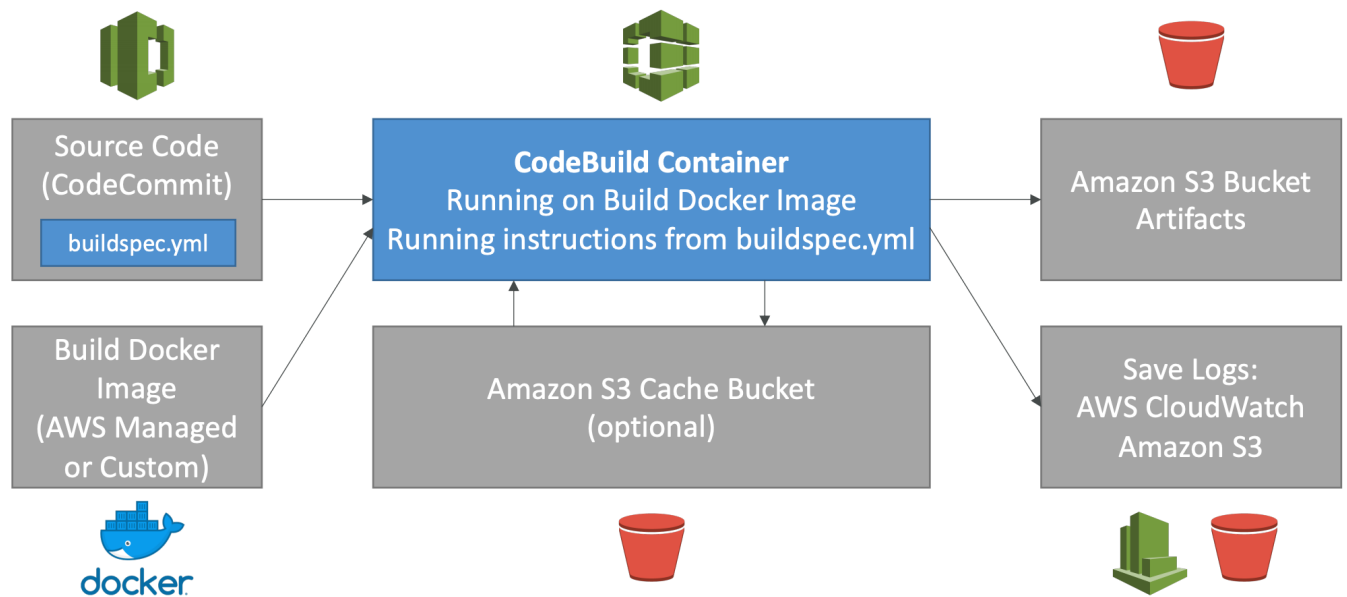 Source Code
(CodeCommit)
buildspec.yml
CodeBuild Container
Running on Build Docker Image
Running instructions from buildspec.yml
Amazon S3 Bucket
Artifacts
Build Docker
Image
(AWS Managed
or Custom)
Amazon S3 Cache Bucket
(optional)
Save Logs:
AWS CloudWatch
Amazon S3
docker